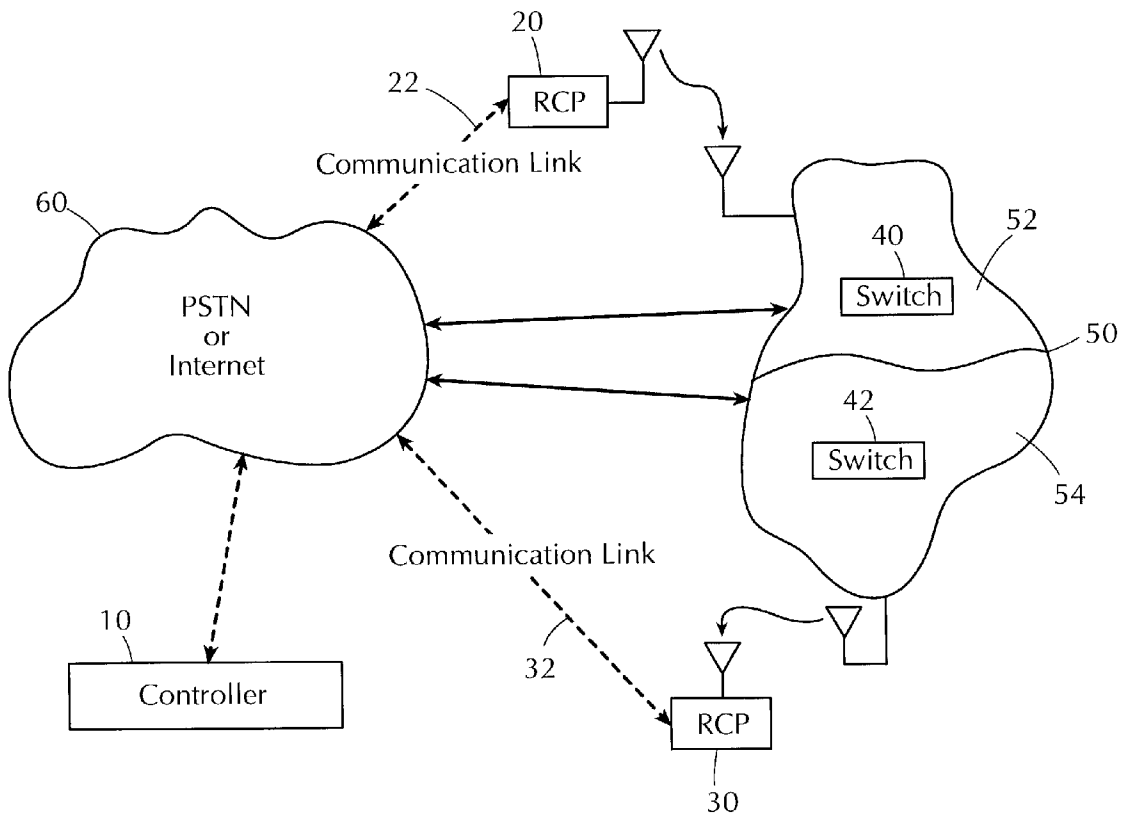 20
22
RCP
Communication Link
60
52
40
PSTN
or
Internet
Switch
50
42
Switch
54
Communication Link
10
32
Controller
RCP
30